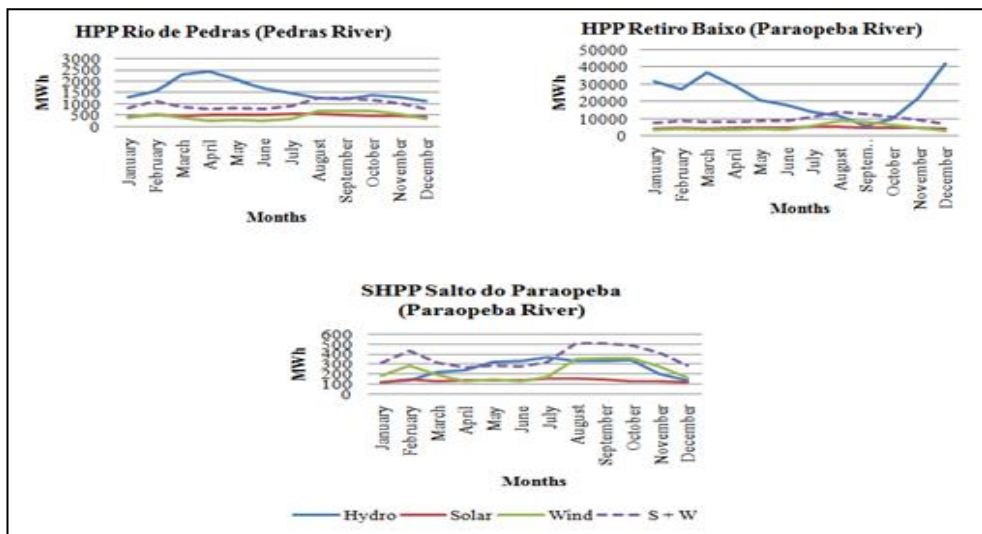 HPP Rio de Pedras (Pedras River)
3000
2500
2000
1500
1000
500
0
MWh
January
February
March
April
May
June
July
August
September
October
November
December
Months
HPP Retiro Baixo (Paraopeba River)
50000
40000
30000
20000
10000
0
MWh
January
February
March
April
May
June
July
August
Septem...
October
November
December
Months
SHPP Salto do Paraopeba
(Paraopeba River)
600
500
400
300
200
100
0
MWh
January
February
March
April
May
June
July
August
September
October
November
December
Months
Hydro Solar Wind S + W